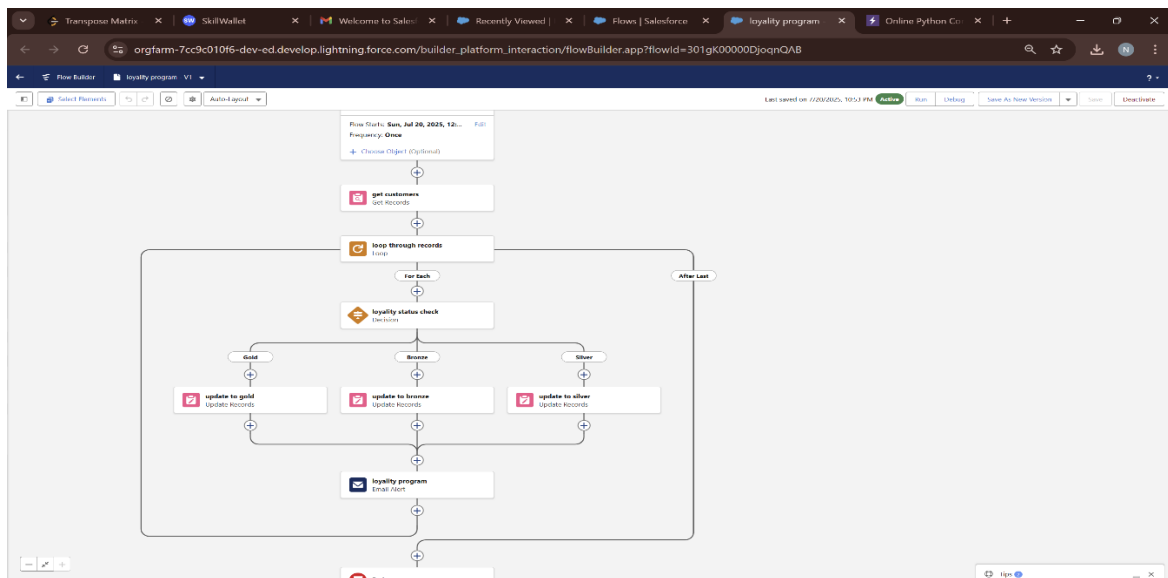 Transpose Matrix
SkillWallet
Welcome to Sales
Recently Viewed |
Flows | Salesforce
loyality program
Online Python Co
orgfarm-7cc9c010f6-dev-ed.develop.lightning.force.com/builder_platform_interaction/flowBuilder.app?flowId=301gK00000DjoqnQAB
N
Flow Builder
loyality program V1
?
Select Elements
Auto-Layout
Last saved on 7/20/2025, 10:53 PM
Active
Run
Debug
Save As New Version
Save
Deactivate
Flow Starts: Sun, Jul 20, 2025, 12:...
Edit
Frequency: Once
+ Choose Object (Optional)
get customers
Get Records
loop through records
Loop
For Each
After Last
loyality status check
Decision
Gold
Bronze
Silver
update to gold
Update Records
update to bronze
Update Records
update to silver
Update Records
loyality program
Email Alert
Tips